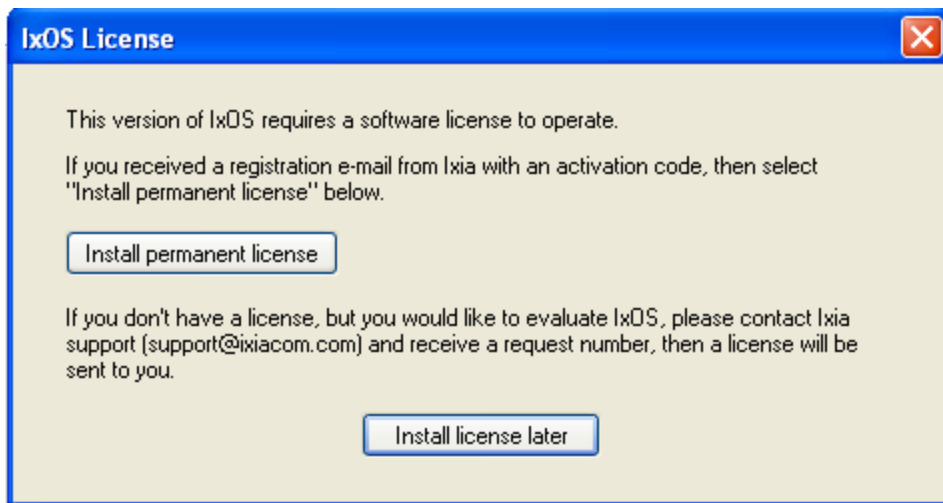 IxOS License
This version of IxOS requires a software license to operate.
If you received a registration e-mail from Ixia with an activation code, then select
"Install permanent license" below.
Install permanent license
If you don't have a license, but you would like to evaluate IxOS, please contact Ixia
support (support@ixiacom.com) and receive a request number, then a license will be
sent to you.
Install license later